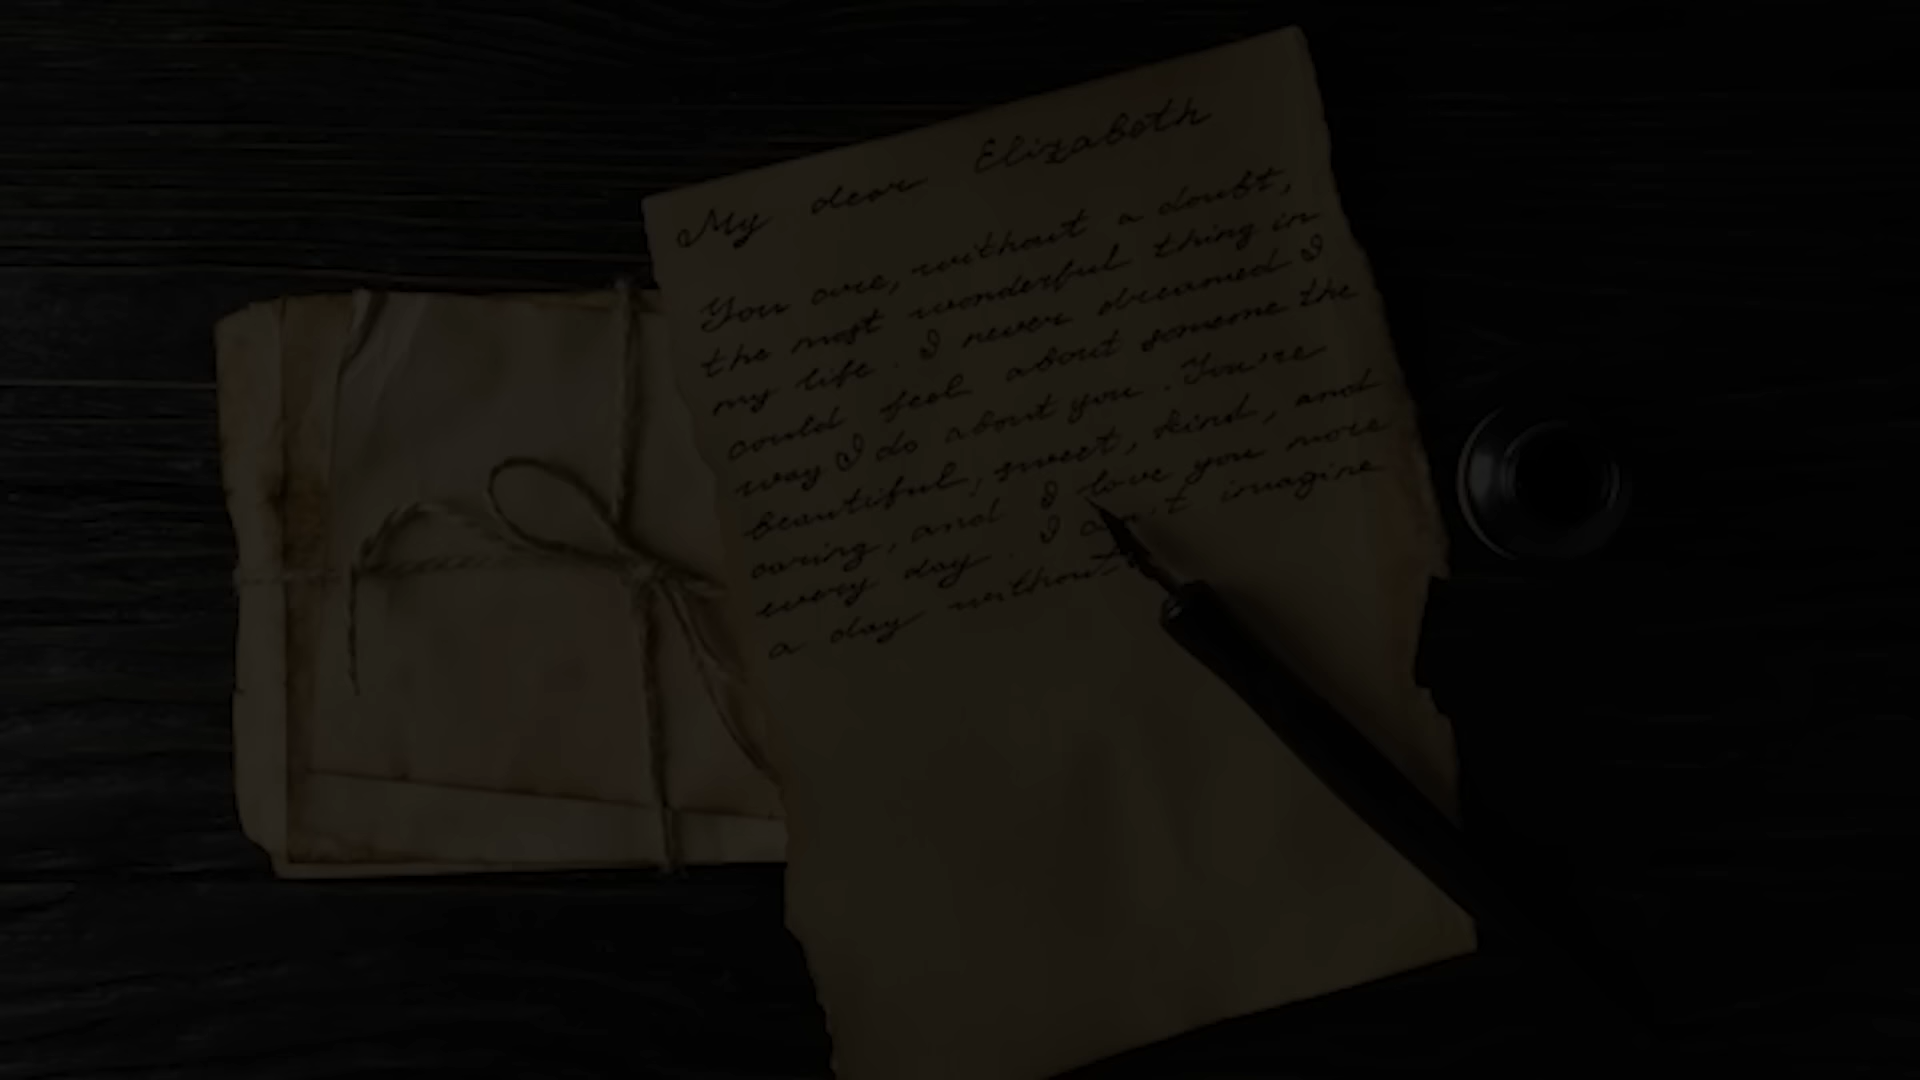 My dear Elizabeth
You are, without a doubt,
the most wonderful thing in
my life. I never dreamed I
could feel about someone the
way I do about you. You're
beautiful, sweet, kind, and
caring, and I love you more
every day. I can't imagine
a day without